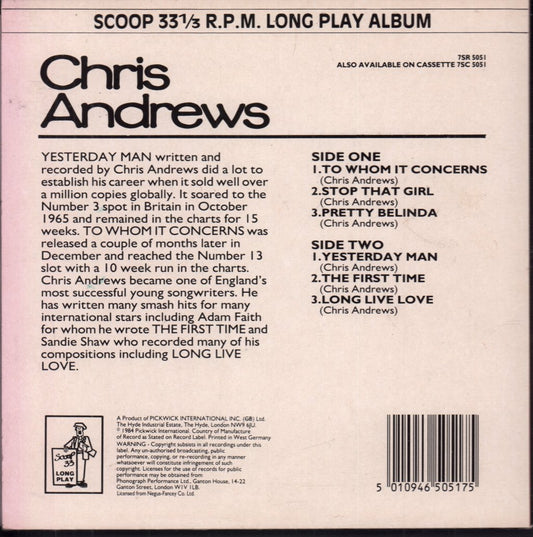 SCOOP 33⅓ R.P.M. LONG PLAY ALBUM
Chris
Andrews
7SR 5051
ALSO AVAILABLE ON CASSETTE 7SC 5051
YESTERDAY MAN written and
recorded by Chris Andrews did a lot to
establish his career when it sold well over
a million copies globally. It soared to the
Number 3 spot in Britain in October
1965 and remained in the charts for 15
weeks. TO WHOM IT CONCERNS was
released a couple of months later in
December and reached the Number 13
slot with a 10 week run in the charts.
Chris Andrews became one of England's
most successful young songwriters. He
has written many smash hits for many
international stars including Adam Faith
for whom he wrote THE FIRST TIME and
Sandie Shaw who recorded many of his
compositions including LONG LIVE
LOVE.
SIDE ONE
1.TO WHOM IT CONCERNS
(Chris Andrews)
2.STOP THAT GIRL
(Chris Andrews)
3.PRETTY BELINDA
(Chris Andrews)
SIDE TWO
1.YESTERDAY MAN
(Chris Andrews)
2.THE FIRST TIME
(Chris Andrews)
3.LONG LIVE LOVE
(Chris Andrews)
Scoop
33
LONG
PLAY
A Product of PICKWICK INTERNATIONAL INC. (GB) Ltd.
The Hyde Industrial Estate, The Hyde, London NW9 6JU.
℗ 1984 Pickwick International. Country of Manufacture
of Record as Stated on Record Label. Printed in West Germany
WARNING - Copyright subsists in all recordings under this
label. Any un-authorised broadcasting, public
performance, copying, or re-recording in any manner
whatsoever will constitute infringement of such
copyright. Licenses for the use of records for public
performance may be obtained from
Phonograph Performance Ltd., Ganton House, 14-22
Ganton Street, London W1V 1LB.
Licensed from Negus-Fancey Co. Ltd.
5 010946 505175